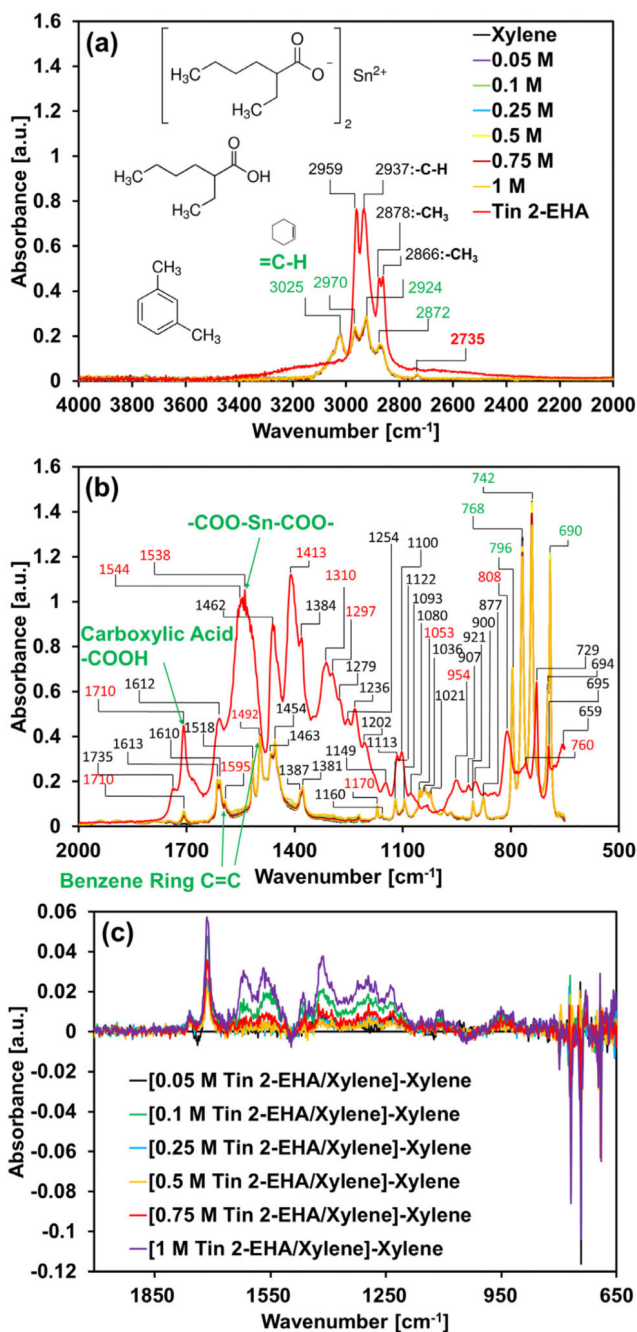 (a)
O
O⁻
Sn²⁺
H₃C
CH₃
2
O
OH
H₃C
CH₃
CH₃
CH₃
Xylene
0.05 M
0.1 M
0.25 M
0.5 M
0.75 M
1 M
Tin 2-EHA
2959
2937:-C-H
2878:-CH₃
2866:-CH₃
=C-H
3025
2970
2924
2872
2735
Absorbance [a.u.]
1.6
1.4
1.2
1
0.8
0.6
0.4
0.2
0
4000 3600 3200 2800 2400 2000
Wavenumber [cm⁻¹]
(b)
-COO-Sn-COO-
1544
1538
1462
Carboxylic Acid
-COOH
1710
1612
1735
1613
1710
1610
1518
1595
1492
1413
1384
1310
1297
1279
1254
1236
1202
1100
1122
1093
1080
1053
1036
1021
954
921
907
900
877
808
796
768
742
690
729
694
695
659
760
1454
1463
1387
1381
1149
1113
1160
1170
Benzene Ring C=C
Absorbance [a.u.]
1.6
1.4
1.2
1
0.8
0.6
0.4
0.2
0
2000 1700 1400 1100 800 500
Wavenumber [cm⁻¹]
(c)
[0.05 M Tin 2-EHA/Xylene]-Xylene
[0.1 M Tin 2-EHA/Xylene]-Xylene
[0.25 M Tin 2-EHA/Xylene]-Xylene
[0.5 M Tin 2-EHA/Xylene]-Xylene
[0.75 M Tin 2-EHA/Xylene]-Xylene
[1 M Tin 2-EHA/Xylene]-Xylene
Absorbance [a.u.]
0.06
0.04
0.02
0
-0.02
-0.04
-0.06
-0.08
-0.1
-0.12
1850 1550 1250 950 650
Wavenumber [cm⁻¹]